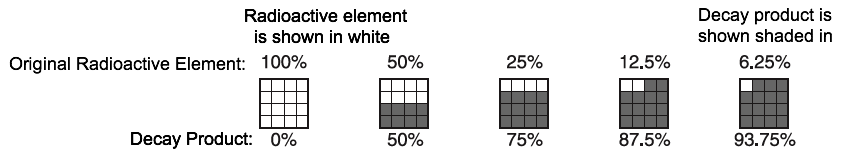 Radioactive element
is shown in white
Decay product is
shown shaded in
Original Radioactive Element: 100% 50% 25% 12.5% 6.25%
Decay Product: 0% 50% 75% 87.5% 93.75%